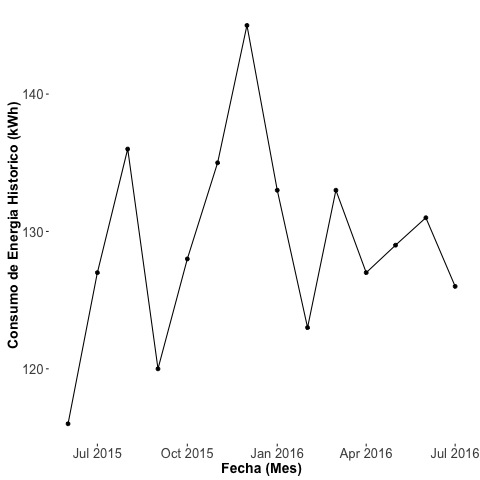 Consumo de Energia Historico (kWh)
140
130
120
Jul 2015
Oct 2015
Jan 2016
Apr 2016
Jul 2016
Fecha (Mes)